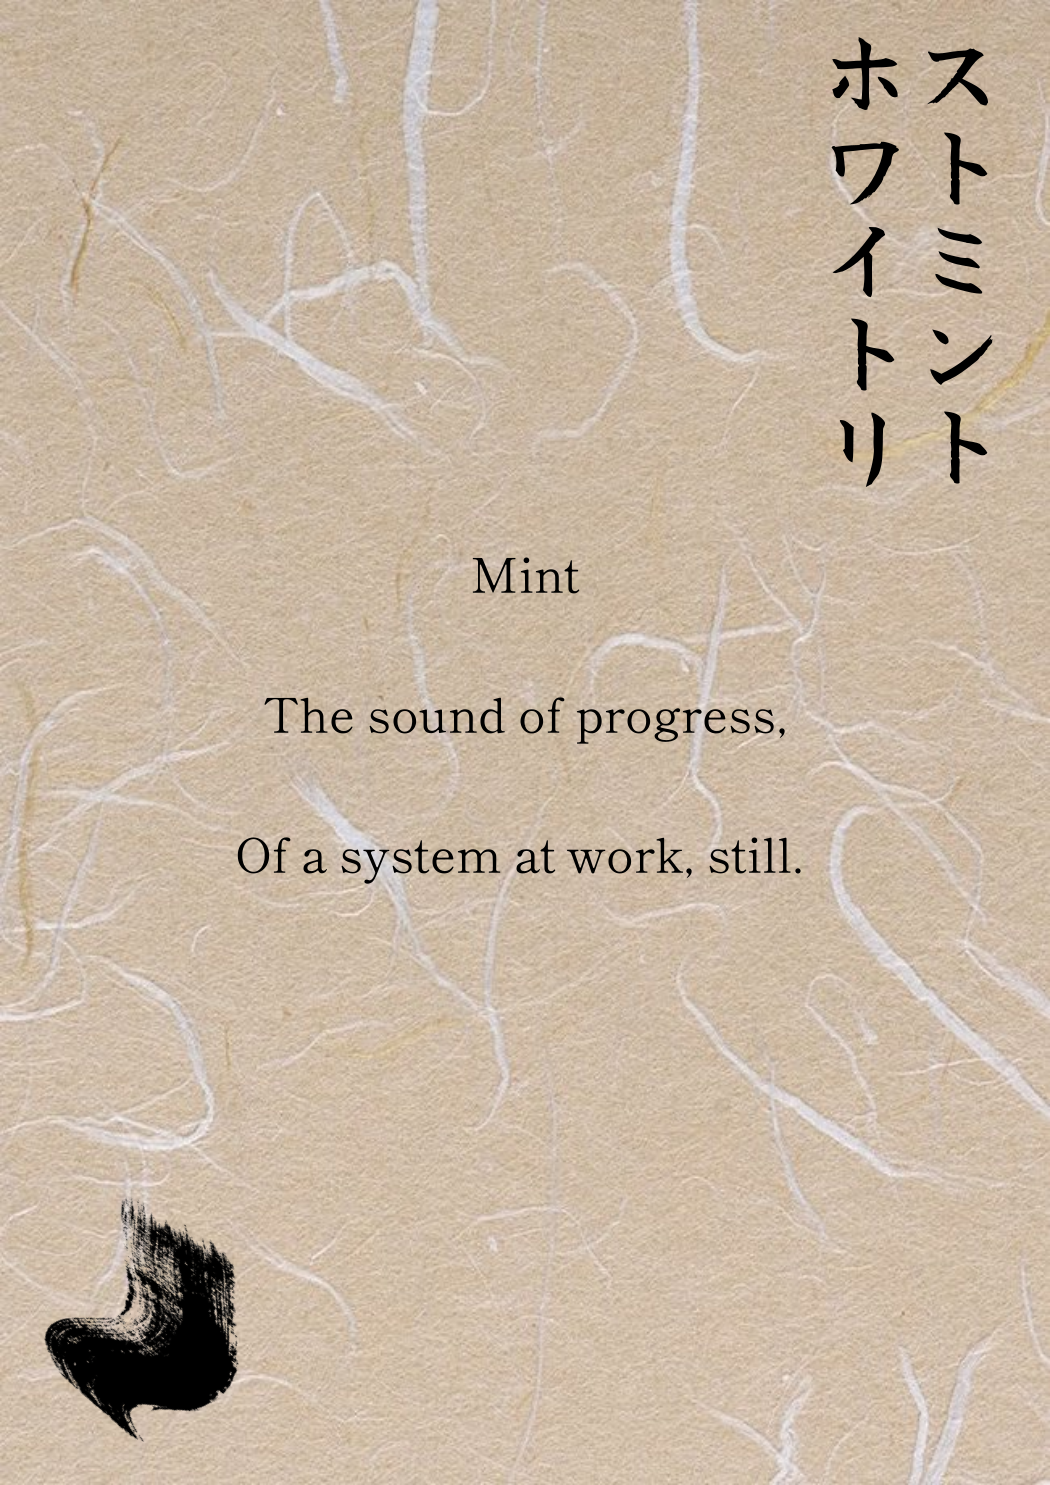 ストミント
ホワイトリ
Mint
The sound of progress,
Of a system at work, still.